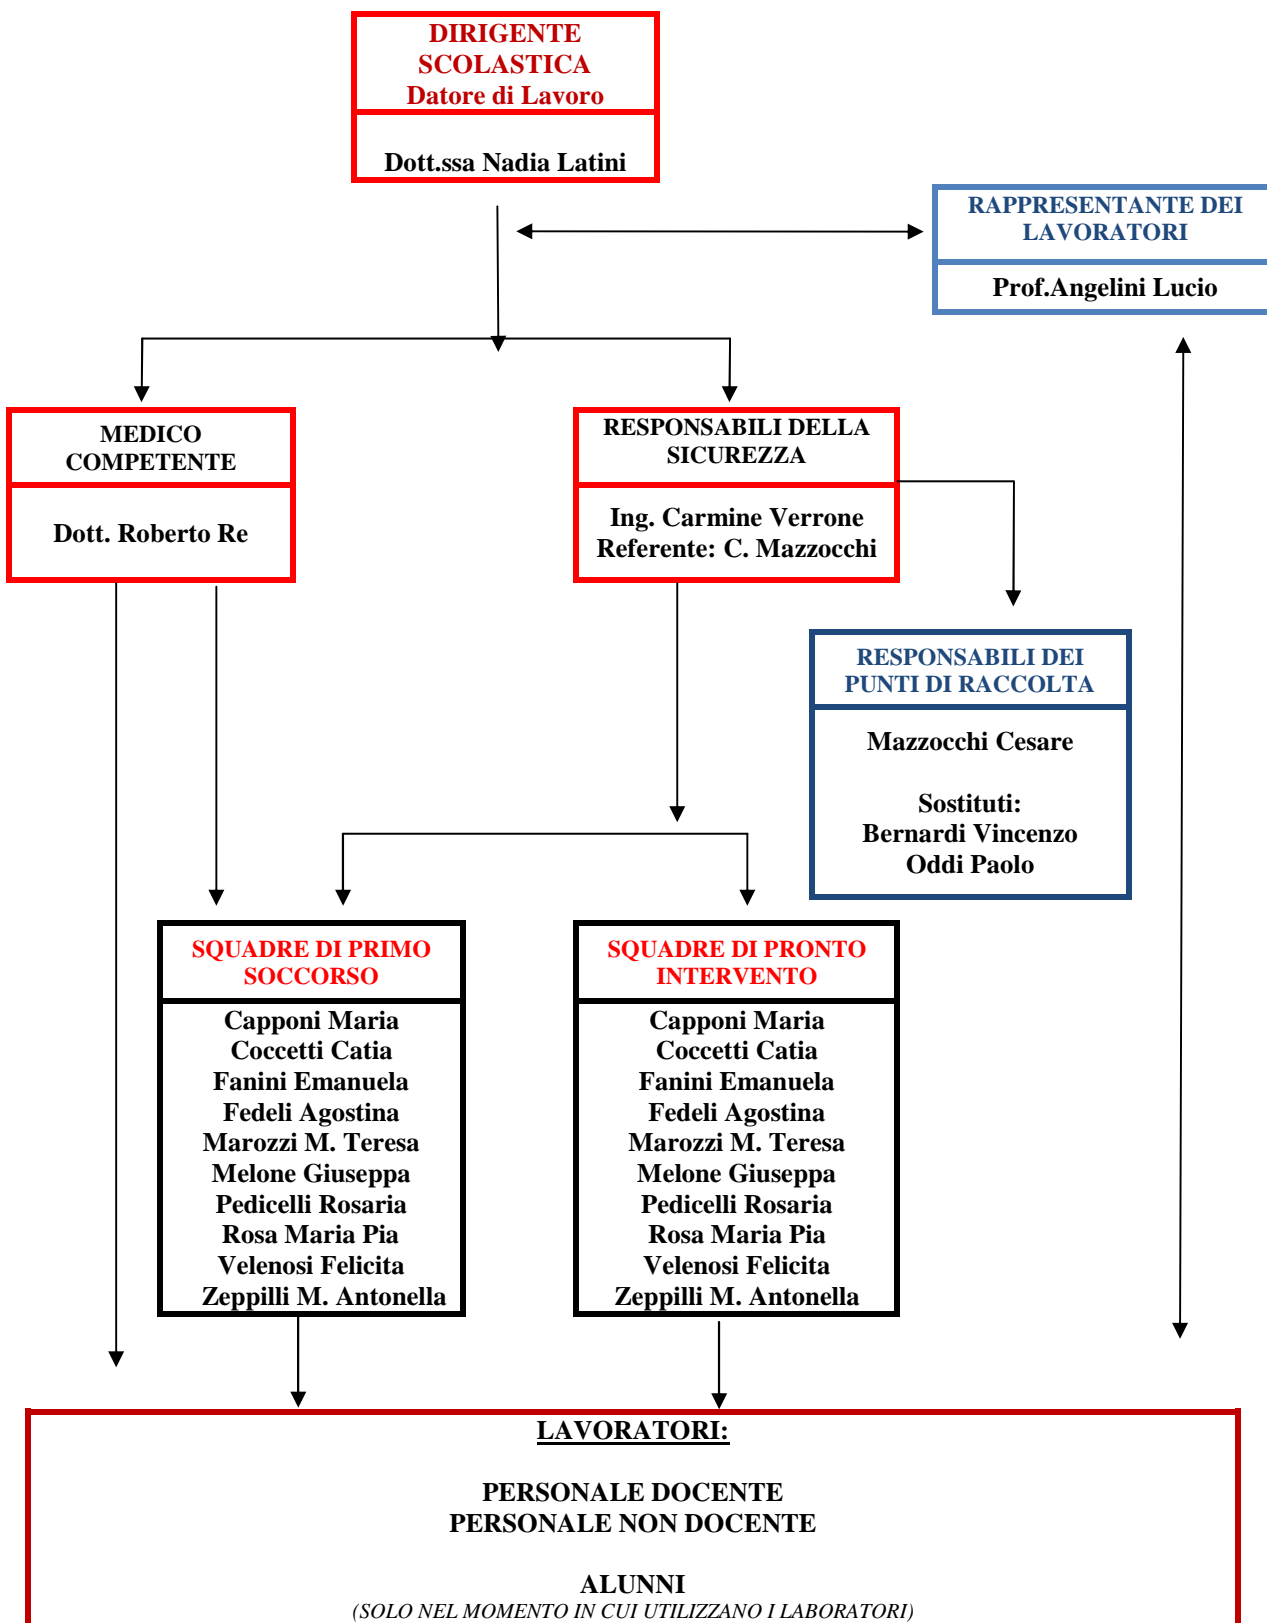 DIRIGENTE
SCOLASTICA
Datore di Lavoro
Dott.ssa Nadia Latini
RAPPRESENTANTE DEI
LAVORATORI
Prof.Angelini Lucio
MEDICO
COMPETENTE
Dott. Roberto Re
RESPONSABILI DELLA
SICUREZZA
Ing. Carmine Verrone
Referente: C. Mazzocchi
RESPONSABILI DEI
PUNTI DI RACCOLTA
Mazzocchi Cesare
Sostituti:
Bernardi Vincenzo
Oddi Paolo
SQUADRE DI PRIMO
SOCCORSO
Capponi Maria
Coccetti Catia
Fanini Emanuela
Fedeli Agostina
Marozzi M. Teresa
Melone Giuseppa
Pedicelli Rosaria
Rosa Maria Pia
Velenosi Felicita
Zeppilli M. Antonella
SQUADRE DI PRONTO
INTERVENTO
Capponi Maria
Coccetti Catia
Fanini Emanuela
Fedeli Agostina
Marozzi M. Teresa
Melone Giuseppa
Pedicelli Rosaria
Rosa Maria Pia
Velenosi Felicita
Zeppilli M. Antonella
LAVORATORI:
PERSONALE DOCENTE
PERSONALE NON DOCENTE
ALUNNI
(SOLO NEL MOMENTO IN CUI UTILIZZANO I LABORATORI)